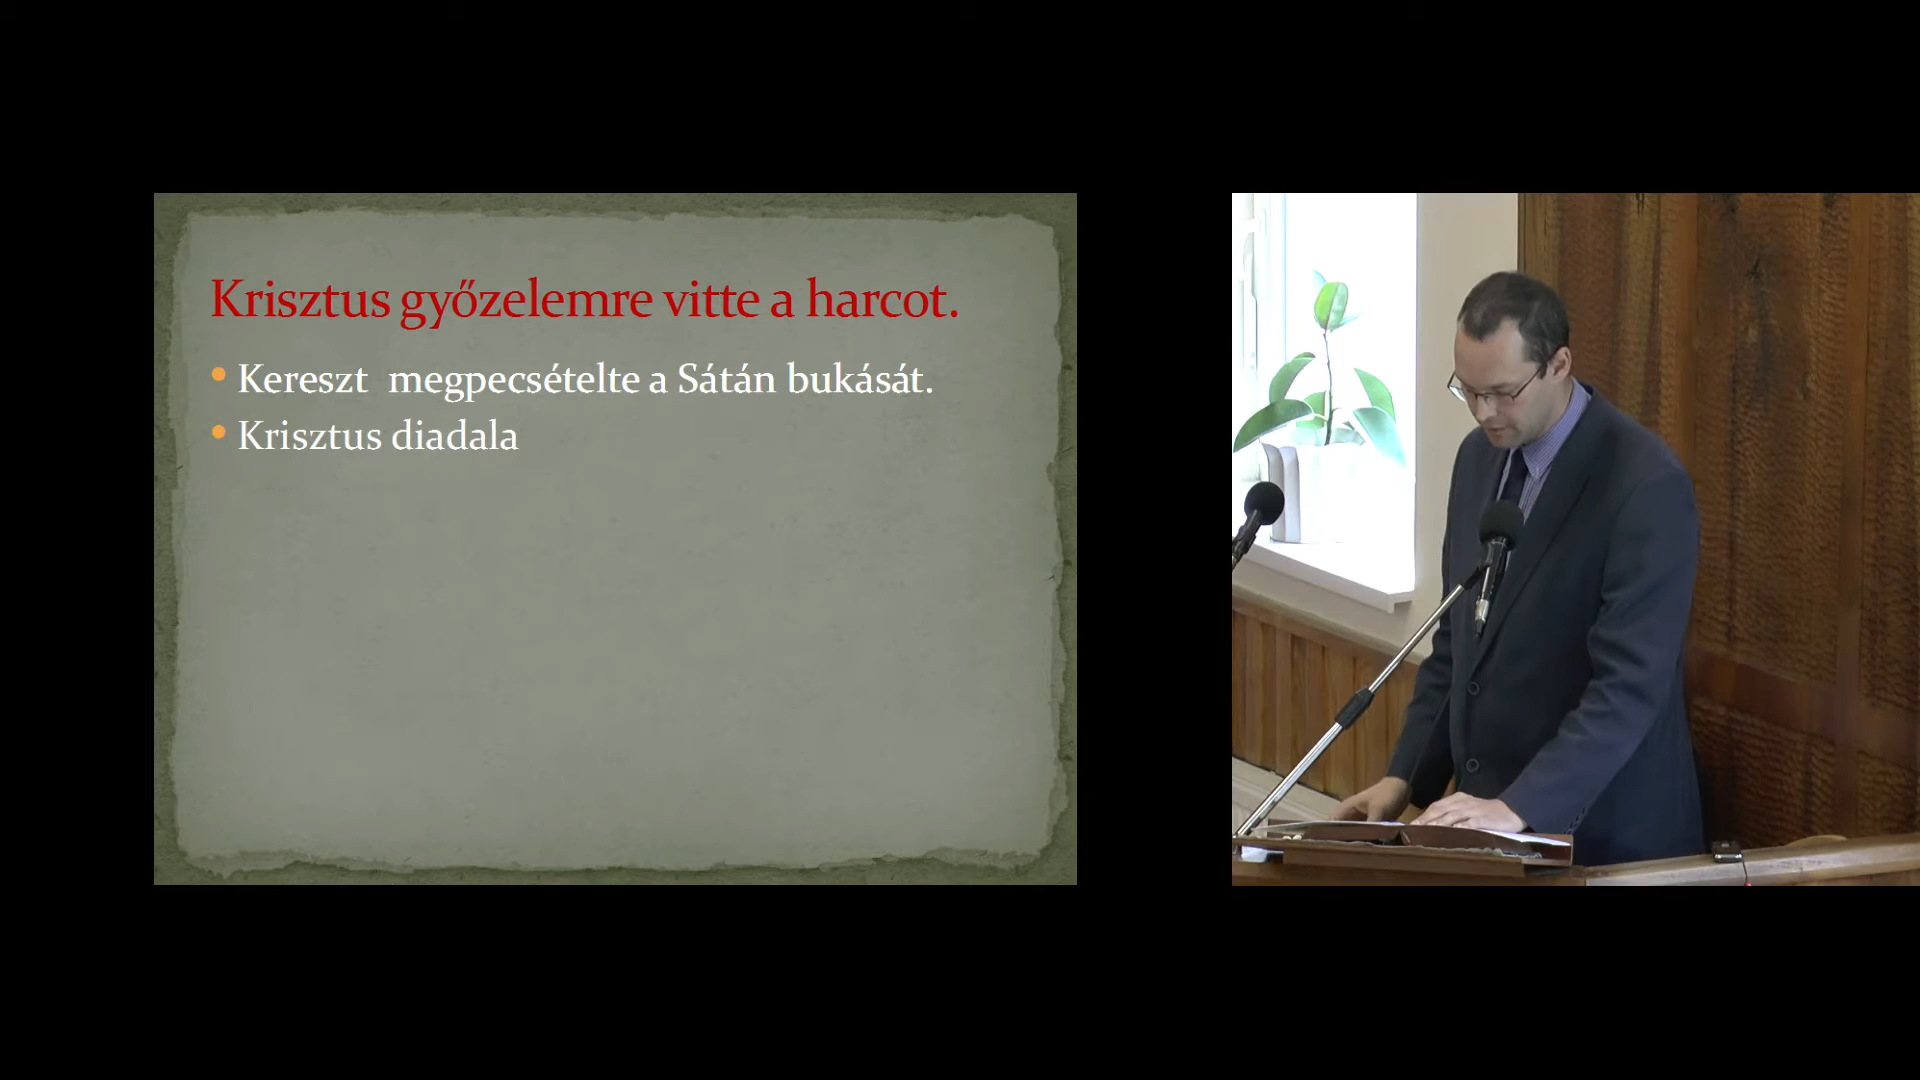 Krisztus győzelemre vitte a harcot.
• Kereszt  megpecsételte a Sátán bukását.
• Krisztus diadala